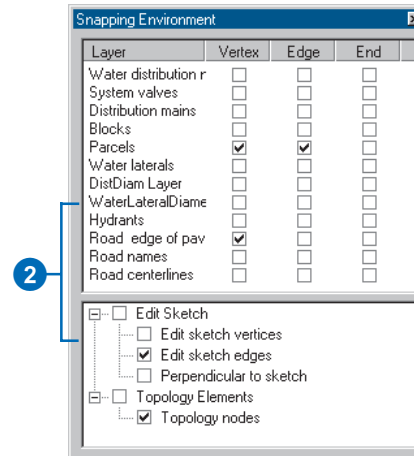 Snapping Environment
Layer Vertex Edge End
Water distribution r
System valves
Distribution mains
Blocks
Parcels
Water laterals
DistDiam Layer
WaterLateralDiame
Hydrants
Road edge of pav
Road names
Road centerlines
2
Edit Sketch
Edit sketch vertices
Edit sketch edges
Perpendicular to sketch
Topology Elements
Topology nodes